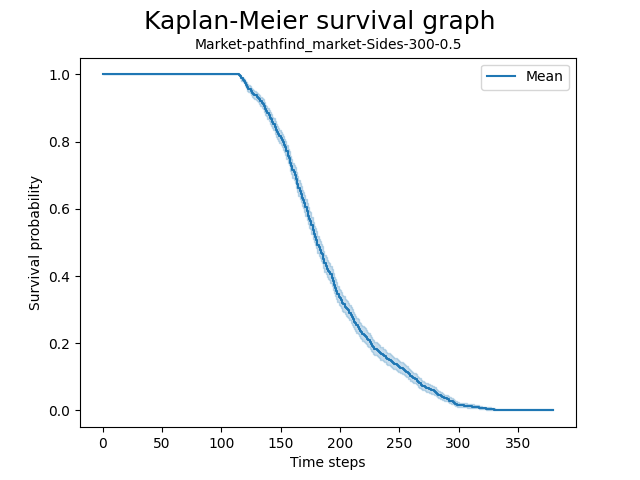 Kaplan-Meier survival graph
Market-pathfind_market-Sides-300-0.5
Mean
1.0
0.8
0.6
0.4
0.2
0.0
Survival probability
0 50 100 150 200 250 300 350
Time steps